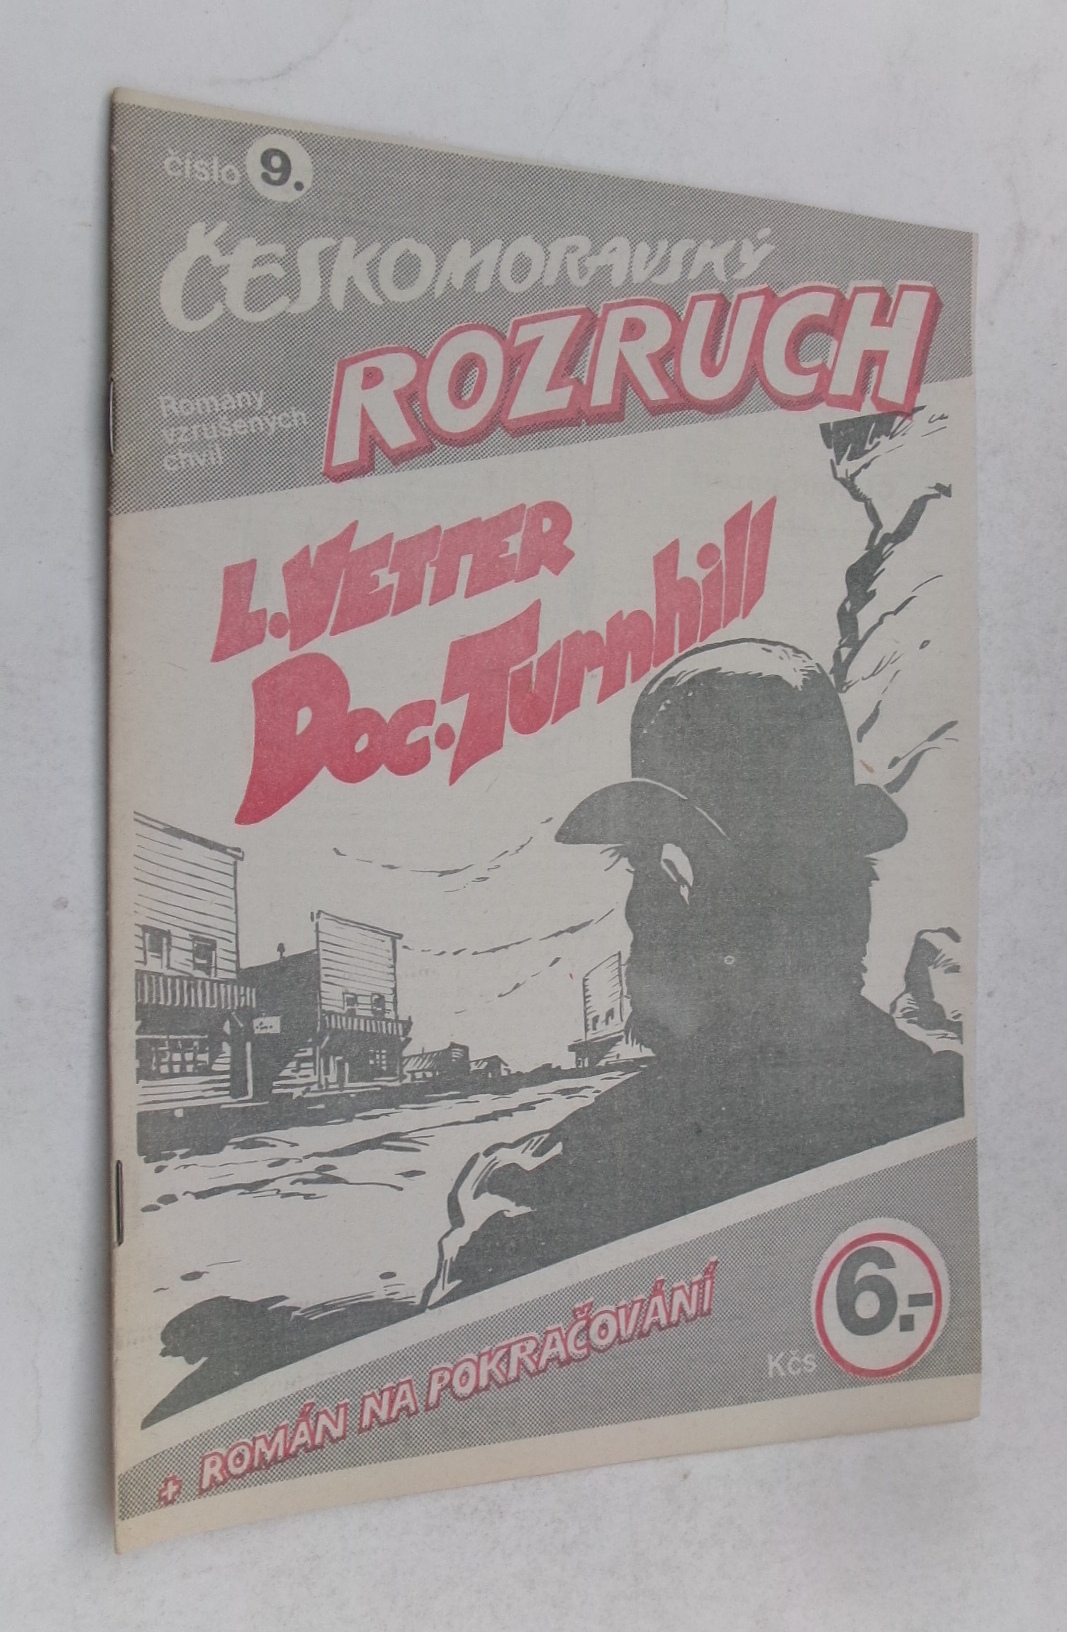 číslo 9.
ČESKOMORAVSKÝ
ROZRUCH
Romány
vzrušených
chvil
L. VETTER
Doc. Turnhill
+ ROMÁN NA POKRAČOVÁNÍ
Kčs 6.-